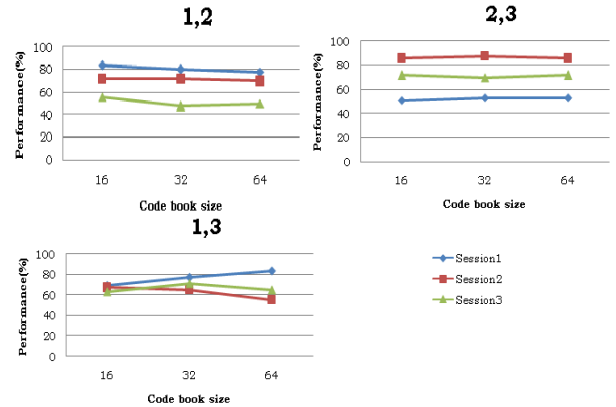 1,2
Performance(%)
100
80
60
40
20
0
16 32 64
Code book size
2,3
Performance(%)
100
80
60
40
20
0
16 32 64
Code book size
1,3
Performance(%)
100
80
60
40
20
0
16 32 64
Code book size
Session1
Session2
Session3